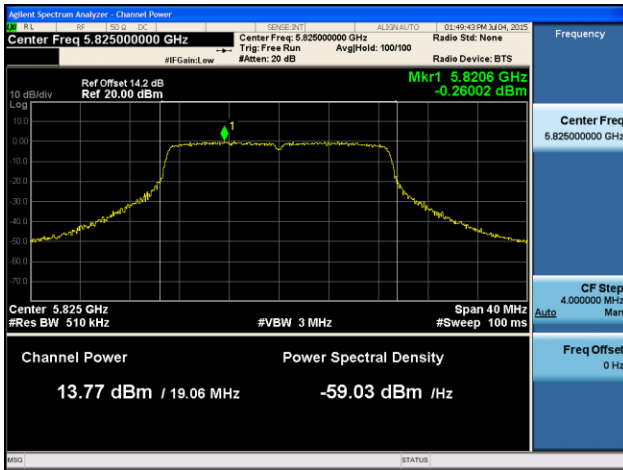 Agilent Spectrum Analyzer - Channel Power
RL RF 50 Ω DC SENSE:INT ALIGN AUTO 01:49:43 PM Jul 04, 2015
Center Freq 5.825000000 GHz
Center Freq: 5.825000000 GHz
Radio Std: None
Trig: Free Run Avg|Hold: 100/100
#IFGain:Low #Atten: 20 dB Radio Device: BTS
Ref Offset 14.2 dB
10 dB/div Ref 20.00 dBm
Mkr1 5.8206 GHz
-0.26002 dBm
Log
10.0
0.00
-10.0
-20.0
-30.0
-40.0
-50.0
-60.0
-70.0
1
Center 5.825 GHz Span 40 MHz
#Res BW 510 kHz #VBW 3 MHz #Sweep 100 ms
Channel Power Power Spectral Density
13.77 dBm / 19.06 MHz -59.03 dBm /Hz
MSG STATUS
Frequency
Center Freq
5.825000000 GHz
CF Step
4.000000 MHz
Auto Man
Freq Offset
0 Hz